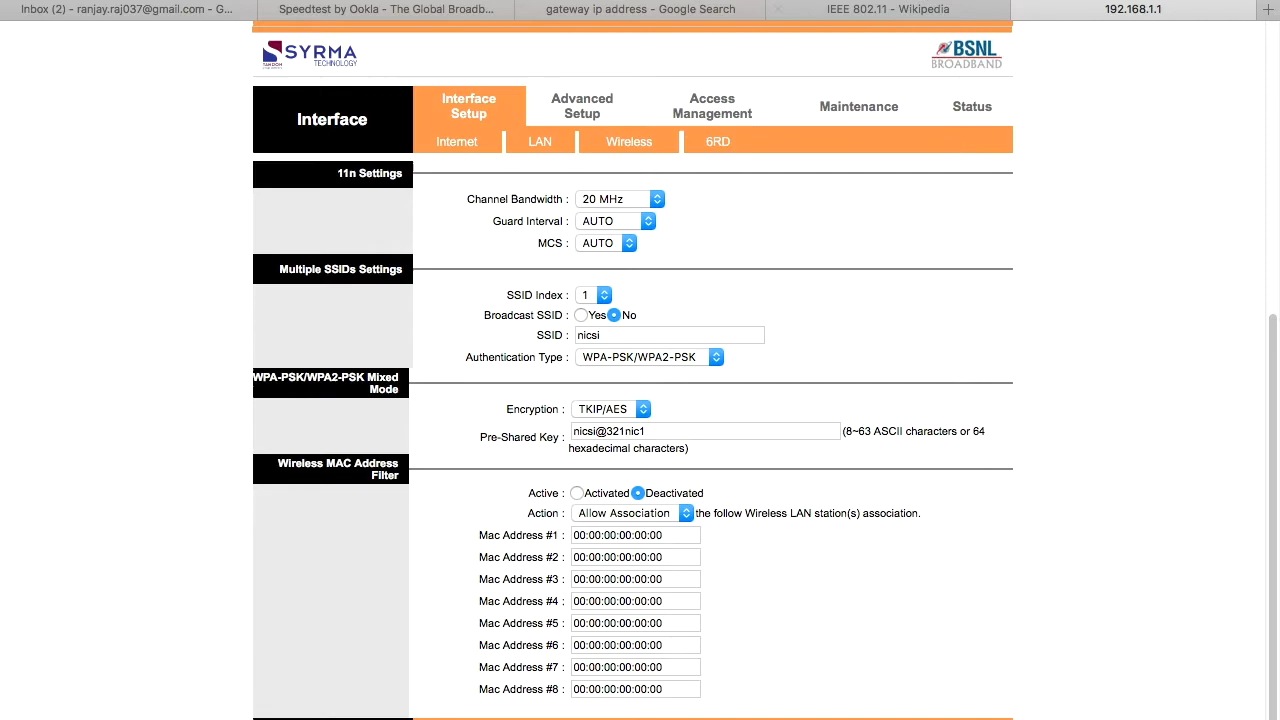 Inbox (2) - ranjay.raj037@gmail.com - G...
Speedtest by Ookla - The Global Broadb...
gateway ip address - Google Search
IEEE 802.11 - Wikipedia
192.168.1.1
SYRMA
TECHNOLOGY
BSNL
BROADBAND
Interface
Interface Setup
Advanced Setup
Access Management
Maintenance
Status
Internet
LAN
Wireless
6RD
11n Settings
Channel Bandwidth : 20 MHz
Guard Interval : AUTO
MCS : AUTO
Multiple SSIDs Settings
SSID Index : 1
Broadcast SSID : Yes No
SSID : nicsi
Authentication Type : WPA-PSK/WPA2-PSK
WPA-PSK/WPA2-PSK Mixed
Mode
Encryption : TKIP/AES
Pre-Shared Key : nicsi@321nic1 (8~63 ASCII characters or 64
hexadecimal characters)
Wireless MAC Address
Filter
Active : Activated Deactivated
Action : Allow Association the follow Wireless LAN station(s) association.
Mac Address #1 : 00:00:00:00:00:00
Mac Address #2 : 00:00:00:00:00:00
Mac Address #3 : 00:00:00:00:00:00
Mac Address #4 : 00:00:00:00:00:00
Mac Address #5 : 00:00:00:00:00:00
Mac Address #6 : 00:00:00:00:00:00
Mac Address #7 : 00:00:00:00:00:00
Mac Address #8 : 00:00:00:00:00:00